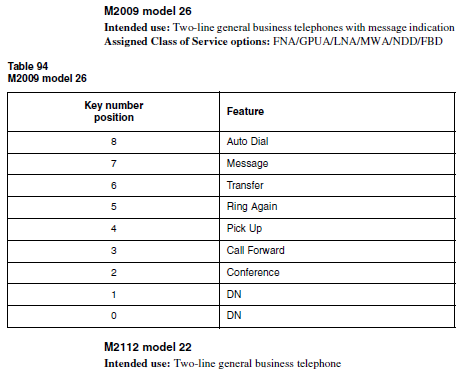 M2009 model 26
Intended use: Two-line general business telephones with message indication
Assigned Class of Service options: FNA/GPUA/LNA/MWA/NDD/FBD
Table 94
M2009 model 26
Key number position Feature
8 Auto Dial
7 Message
6 Transfer
5 Ring Again
4 Pick Up
3 Call Forward
2 Conference
1 DN
0 DN
M2112 model 22
Intended use: Two-line general business telephone